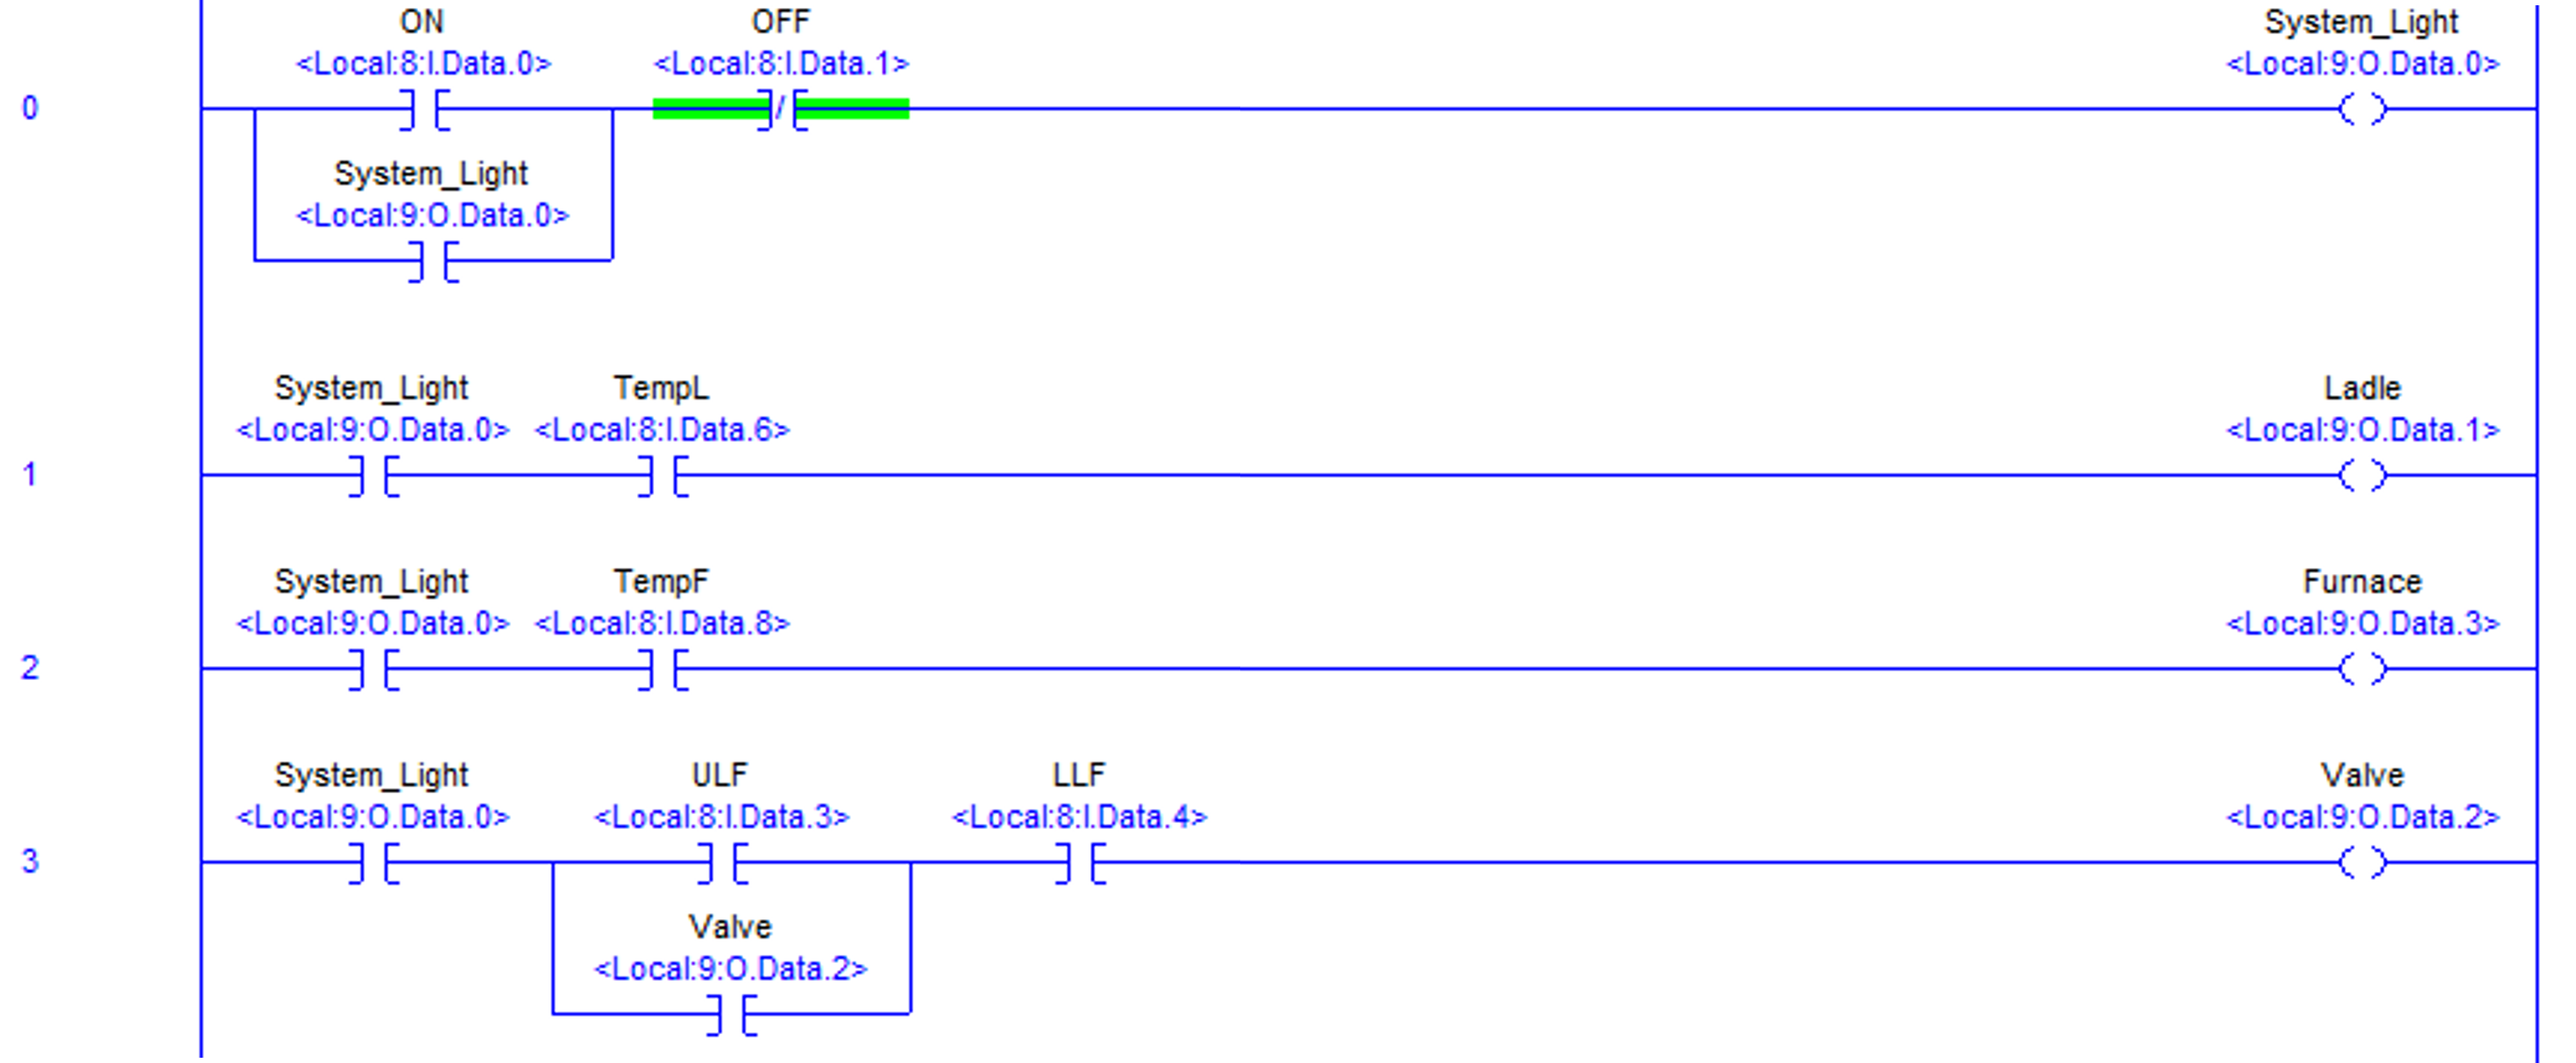 ON OFF System_Light
<Local:8:I.Data.0> <Local:8:I.Data.1> <Local:9:O.Data.0>
0
System_Light
<Local:9:O.Data.0>
System_Light TempL Ladle
<Local:9:O.Data.0> <Local:8:I.Data.6> <Local:9:O.Data.1>
1
System_Light TempF Furnace
<Local:9:O.Data.0> <Local:8:I.Data.8> <Local:9:O.Data.3>
2
System_Light ULF LLF Valve
<Local:9:O.Data.0> <Local:8:I.Data.3> <Local:8:I.Data.4> <Local:9:O.Data.2>
3
Valve
<Local:9:O.Data.2>